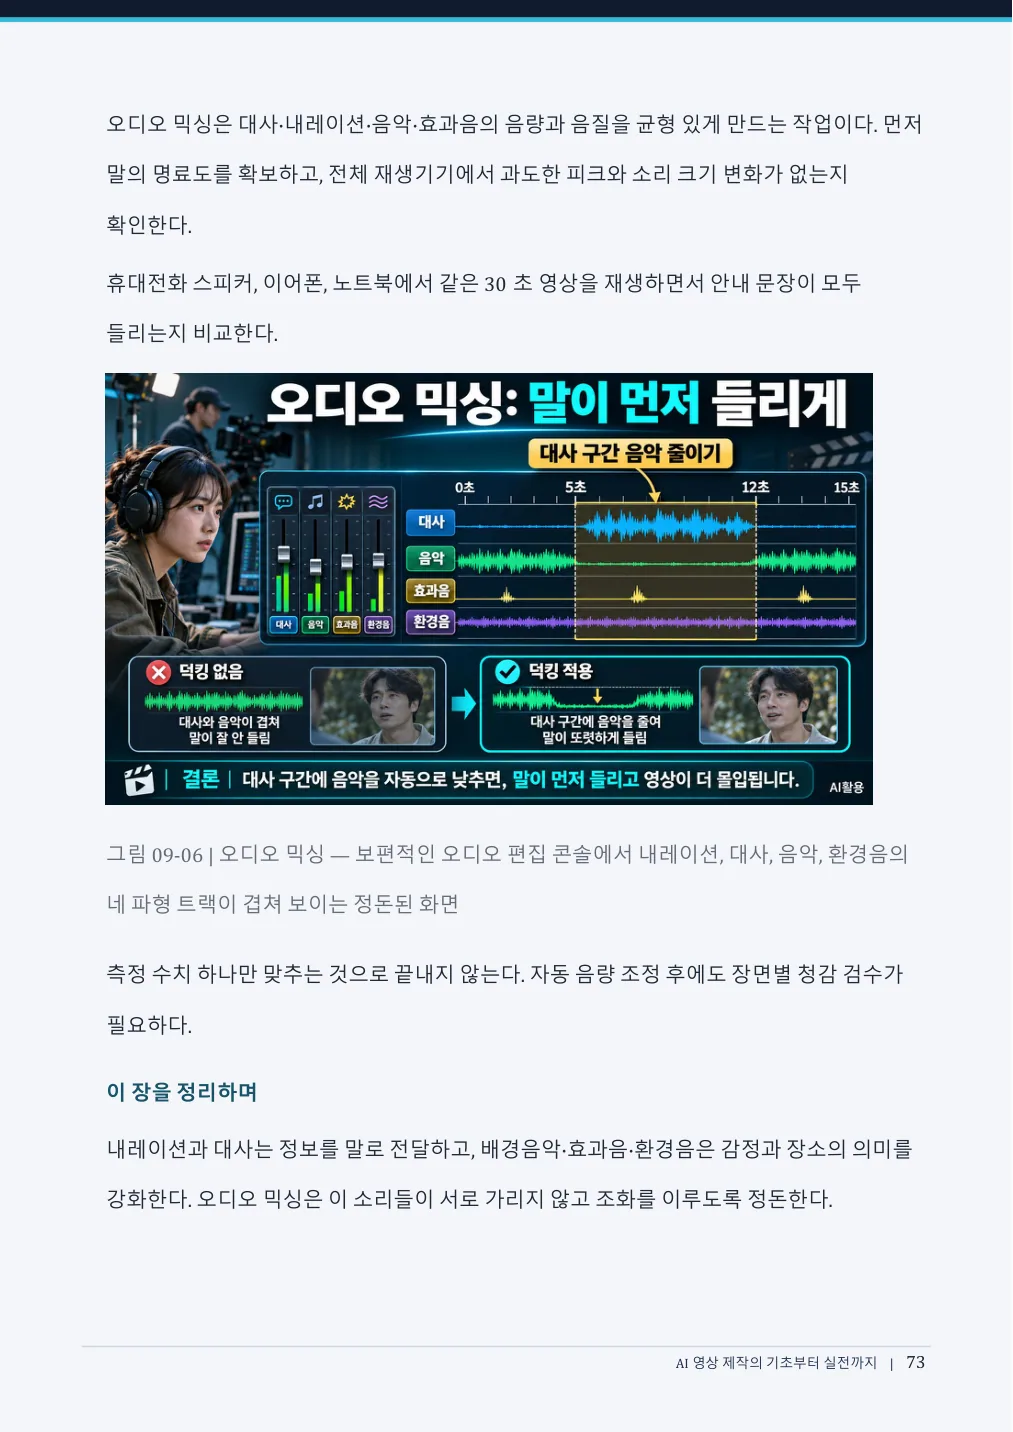 오디오 믹싱은 대사·내레이션·음악·효과음의 음량과 음질을 균형 있게 만드는 작업이다. 먼저
말의 명료도를 확보하고, 전체 재생기기에서 과도한 피크와 소리 크기 변화가 없는지
확인한다.
휴대전화 스피커, 이어폰, 노트북에서 같은 30 초 영상을 재생하면서 안내 문장이 모두
들리는지 비교한다.
오디오 믹싱: 말이 먼저 들리게
대사 구간 음악 줄이기
0초 5초 12초 15초
대사
음악
효과음
환경음
대사 음악 효과음 환경음
덕킹 없음
대사와 음악이 겹쳐
말이 잘 안 들림
덕킹 적용
대사 구간에 음악을 줄여
말이 또렷하게 들림
결론 | 대사 구간에 음악을 자동으로 낮추면, 말이 먼저 들리고 영상이 더 몰입됩니다.
AI활용
그림 09-06 | 오디오 믹싱 — 보편적인 오디오 편집 콘솔에서 내레이션, 대사, 음악, 환경음의
네 파형 트랙이 겹쳐 보이는 정돈된 화면
측정 수치 하나만 맞추는 것으로 끝내지 않는다. 자동 음량 조정 후에도 장면별 청감 검수가
필요하다.
이 장을 정리하며
내레이션과 대사는 정보를 말로 전달하고, 배경음악·효과음·환경음은 감정과 장소의 의미를
강화한다. 오디오 믹싱은 이 소리들이 서로 가리지 않고 조화를 이루도록 정돈한다.
AI 영상 제작의 기초부터 실전까지 | 73